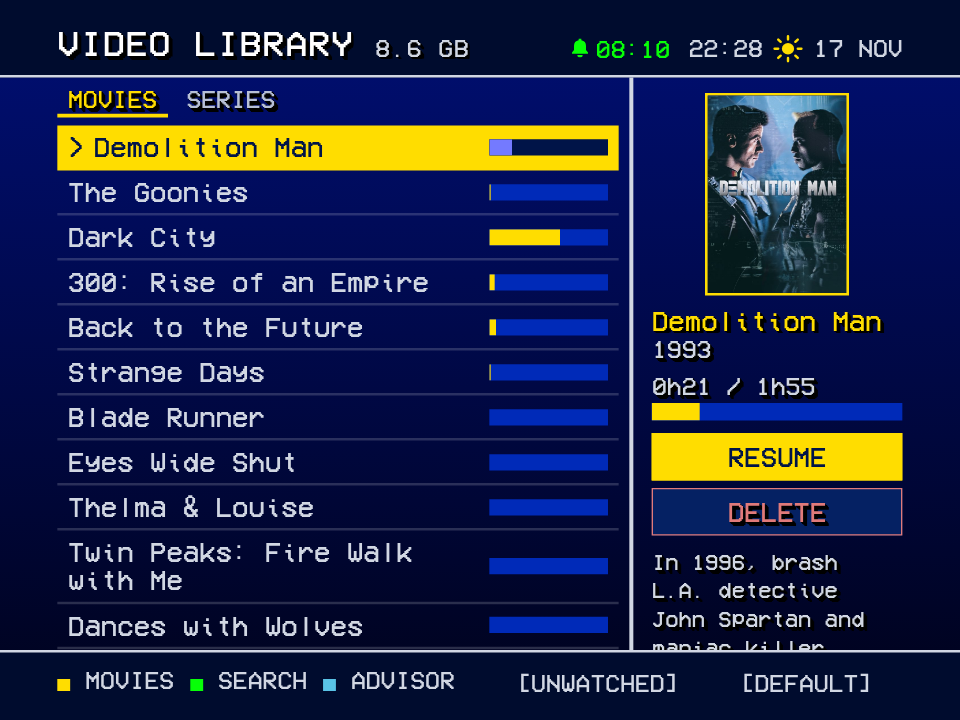 VIDEO LIBRARY 8.6 GB 08:10 22:28 17 NOV
MOVIES SERIES
> Demolition Man
The Goonies
Dark City
300: Rise of an Empire
Back to the Future
Strange Days
Blade Runner
Eyes Wide Shut
Thelma & Louise
Twin Peaks: Fire Walk
with Me
Dances with Wolves
DEMOLITION MAN
Demolition Man
1993
0h21 / 1h55
RESUME
DELETE
In 1996, brash
L.A. detective
John Spartan and
maniac killer
MOVIES SEARCH ADVISOR [UNWATCHED] [DEFAULT]